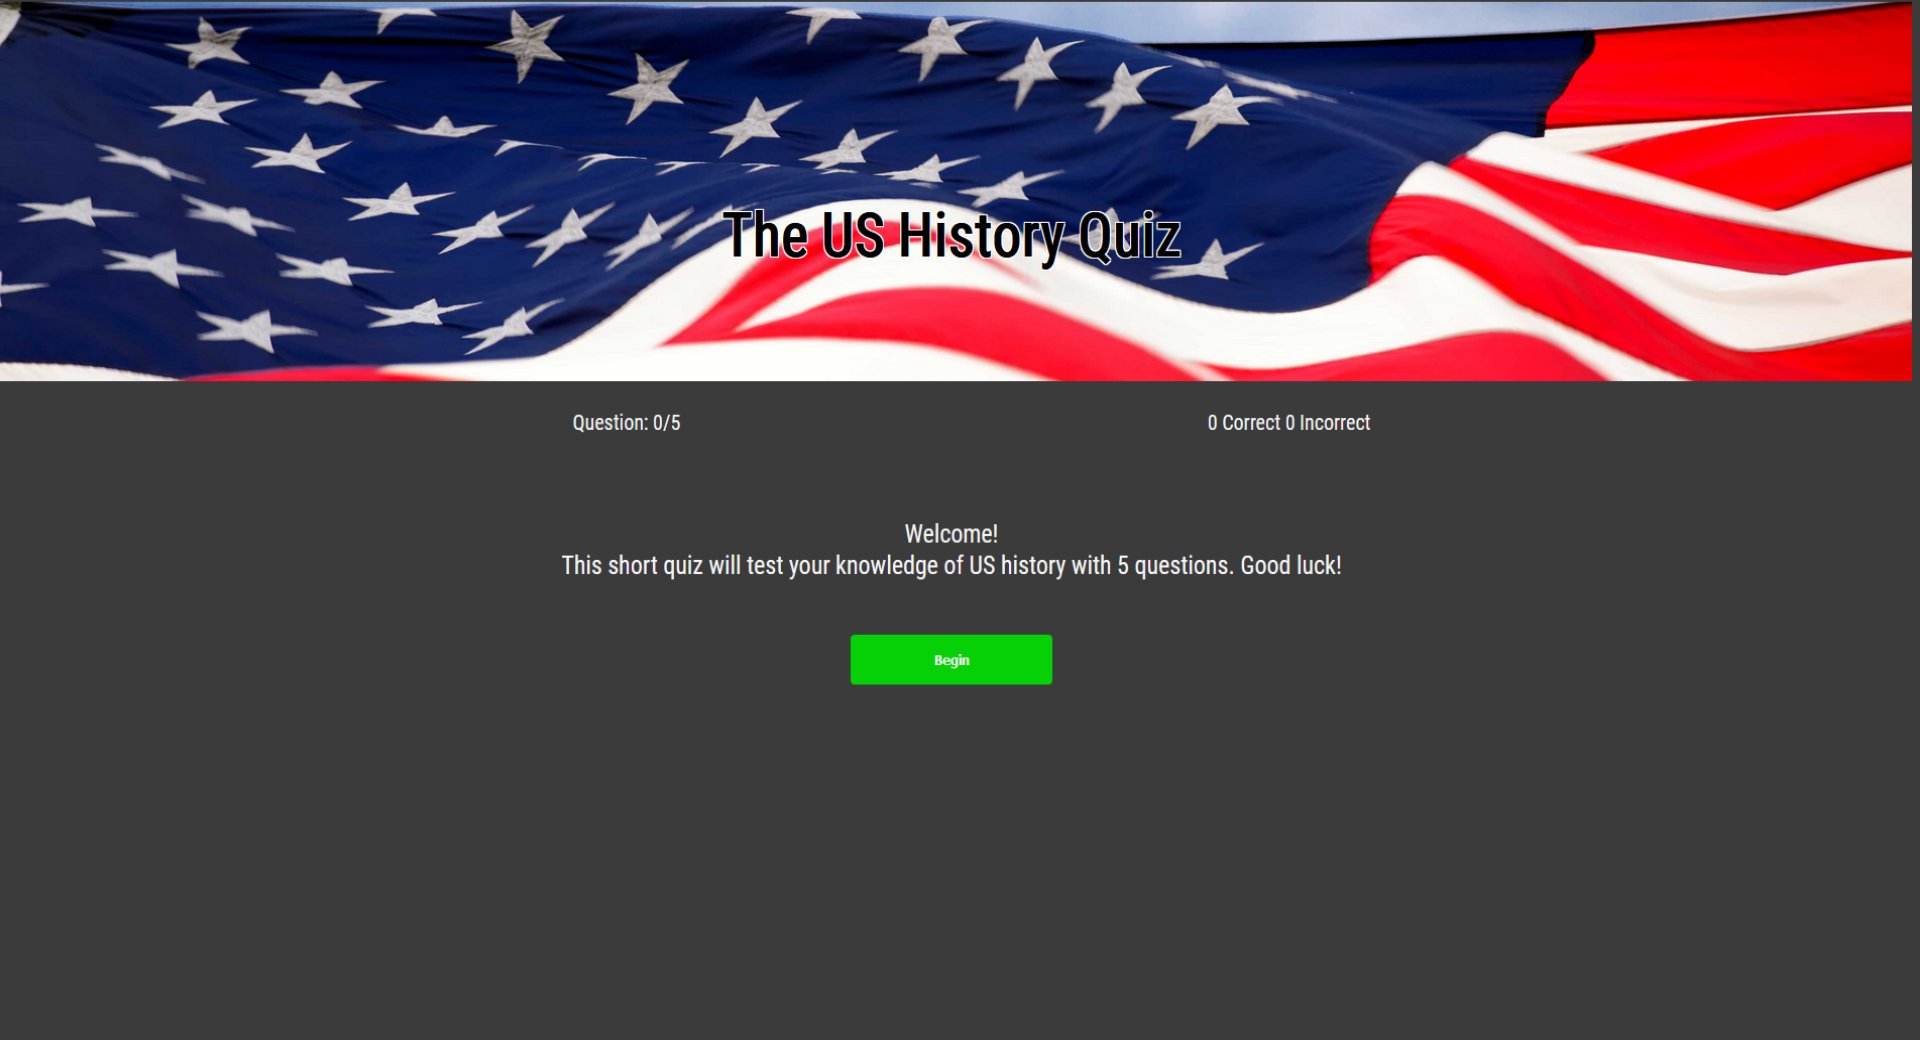 The US History Quiz
Question: 0/5
0 Correct 0 Incorrect
Welcome!
This short quiz will test your knowledge of US history with 5 questions. Good luck!
Begin